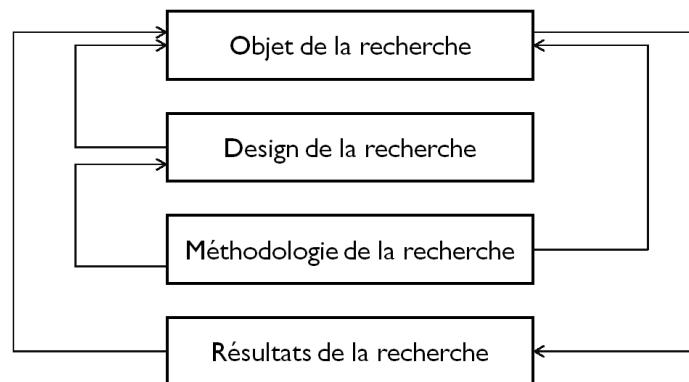 Objet de la recherche
Design de la recherche
Méthodologie de la recherche
Résultats de la recherche